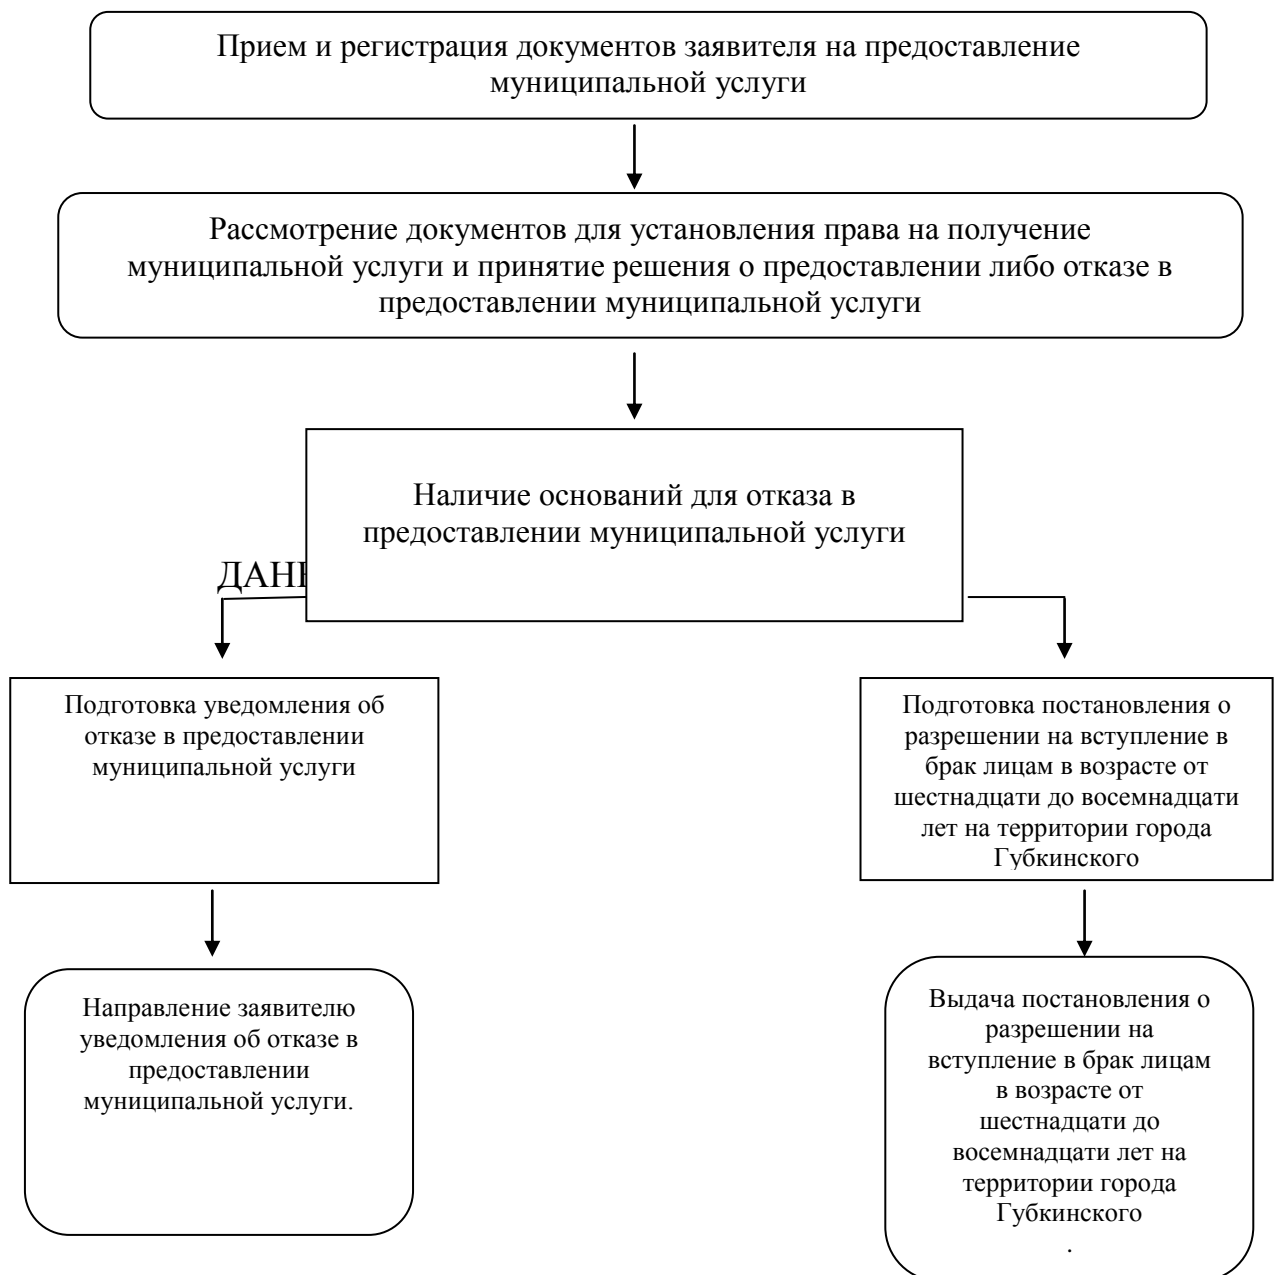 Прием и регистрация документов заявителя на предоставление
муниципальной услуги
Рассмотрение документов для установления права на получение
муниципальной услуги и принятие решения о предоставлении либо отказе в
предоставлении муниципальной услуги
Наличие оснований для отказа в
предоставлении муниципальной услуги
Подготовка уведомления об
отказе в предоставлении
муниципальной услуги
Направление заявителю
уведомления об отказе в
предоставлении
муниципальной услуги.
Подготовка постановления о
разрешении на вступление в
брак лицам в возрасте от
шестнадцати до восемнадцати
лет на территории города
Губкинского
Выдача постановления о
разрешении на
вступление в брак лицам
в возрасте от
шестнадцати до
восемнадцати лет на
территории города
Губкинского
.